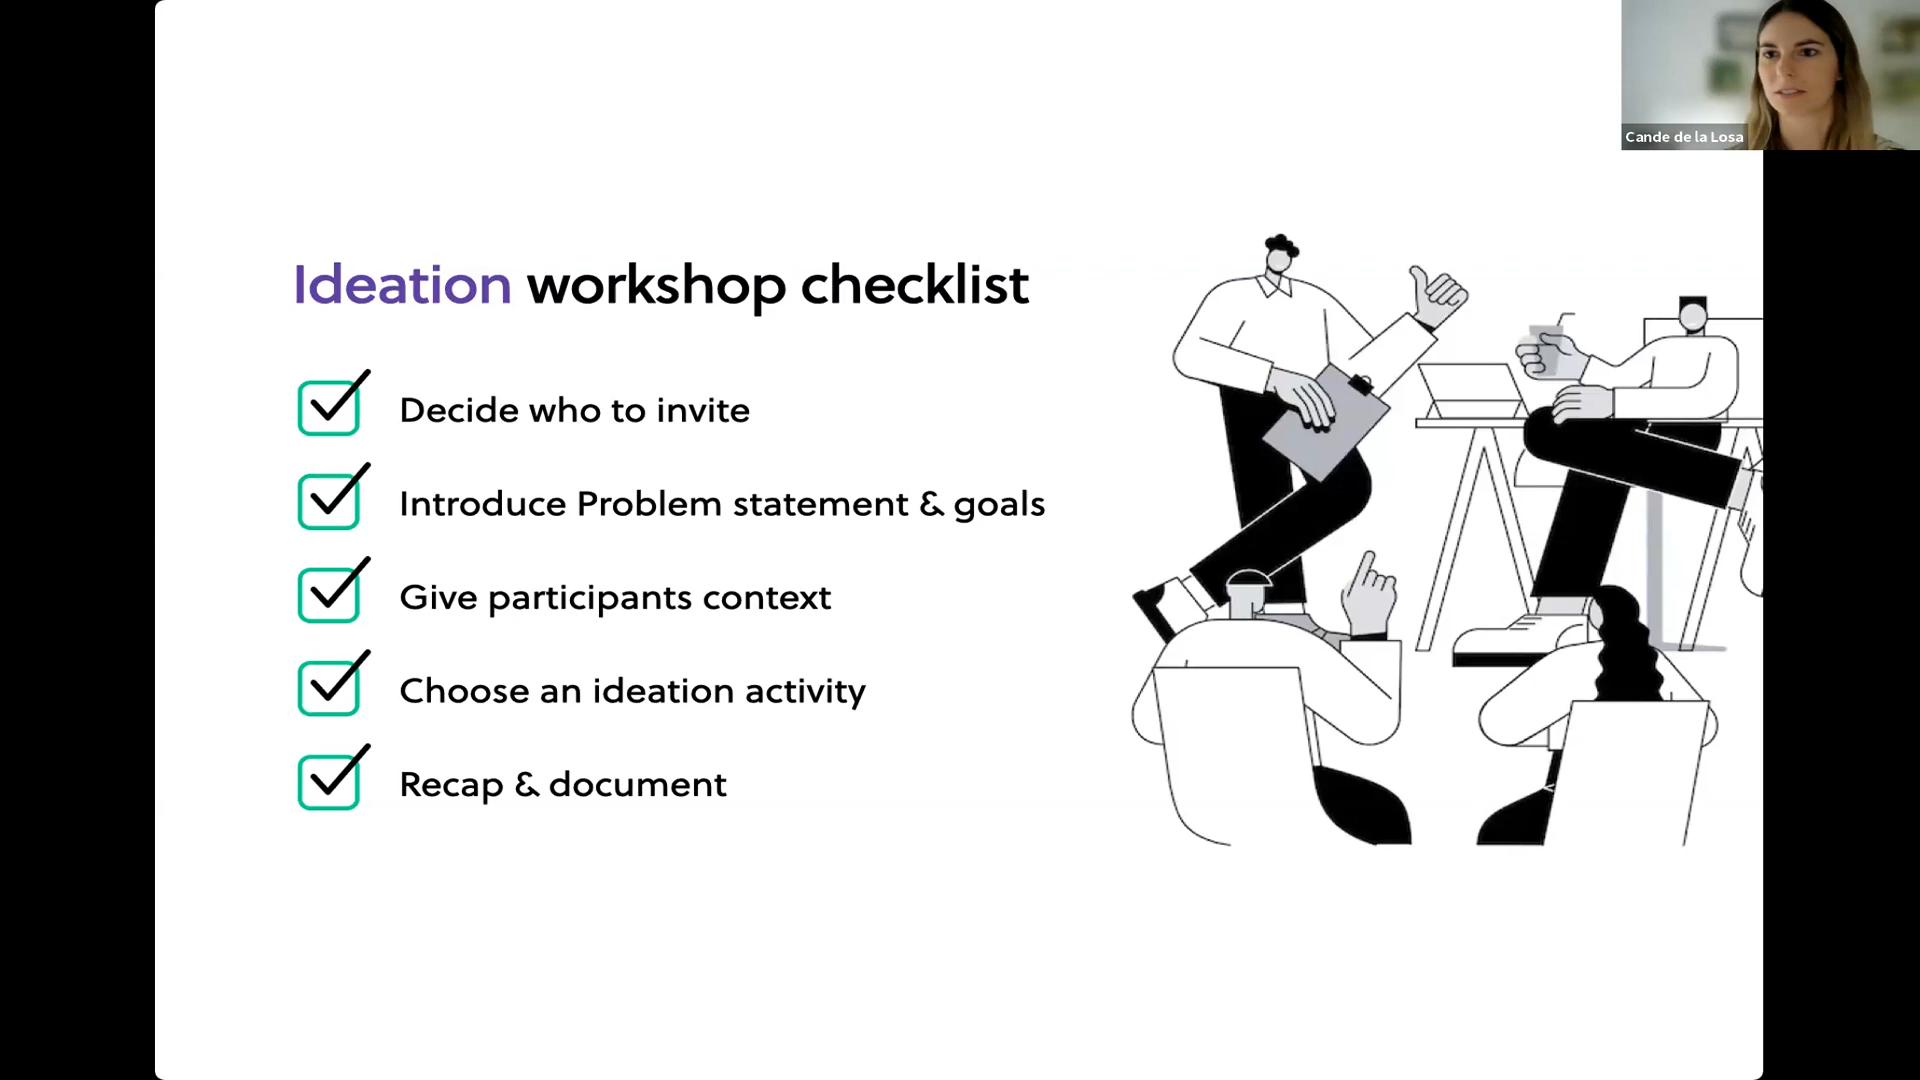 Cande de la Losa
Ideation workshop checklist
Decide who to invite
Introduce Problem statement & goals
Give participants context
Choose an ideation activity
Recap & document